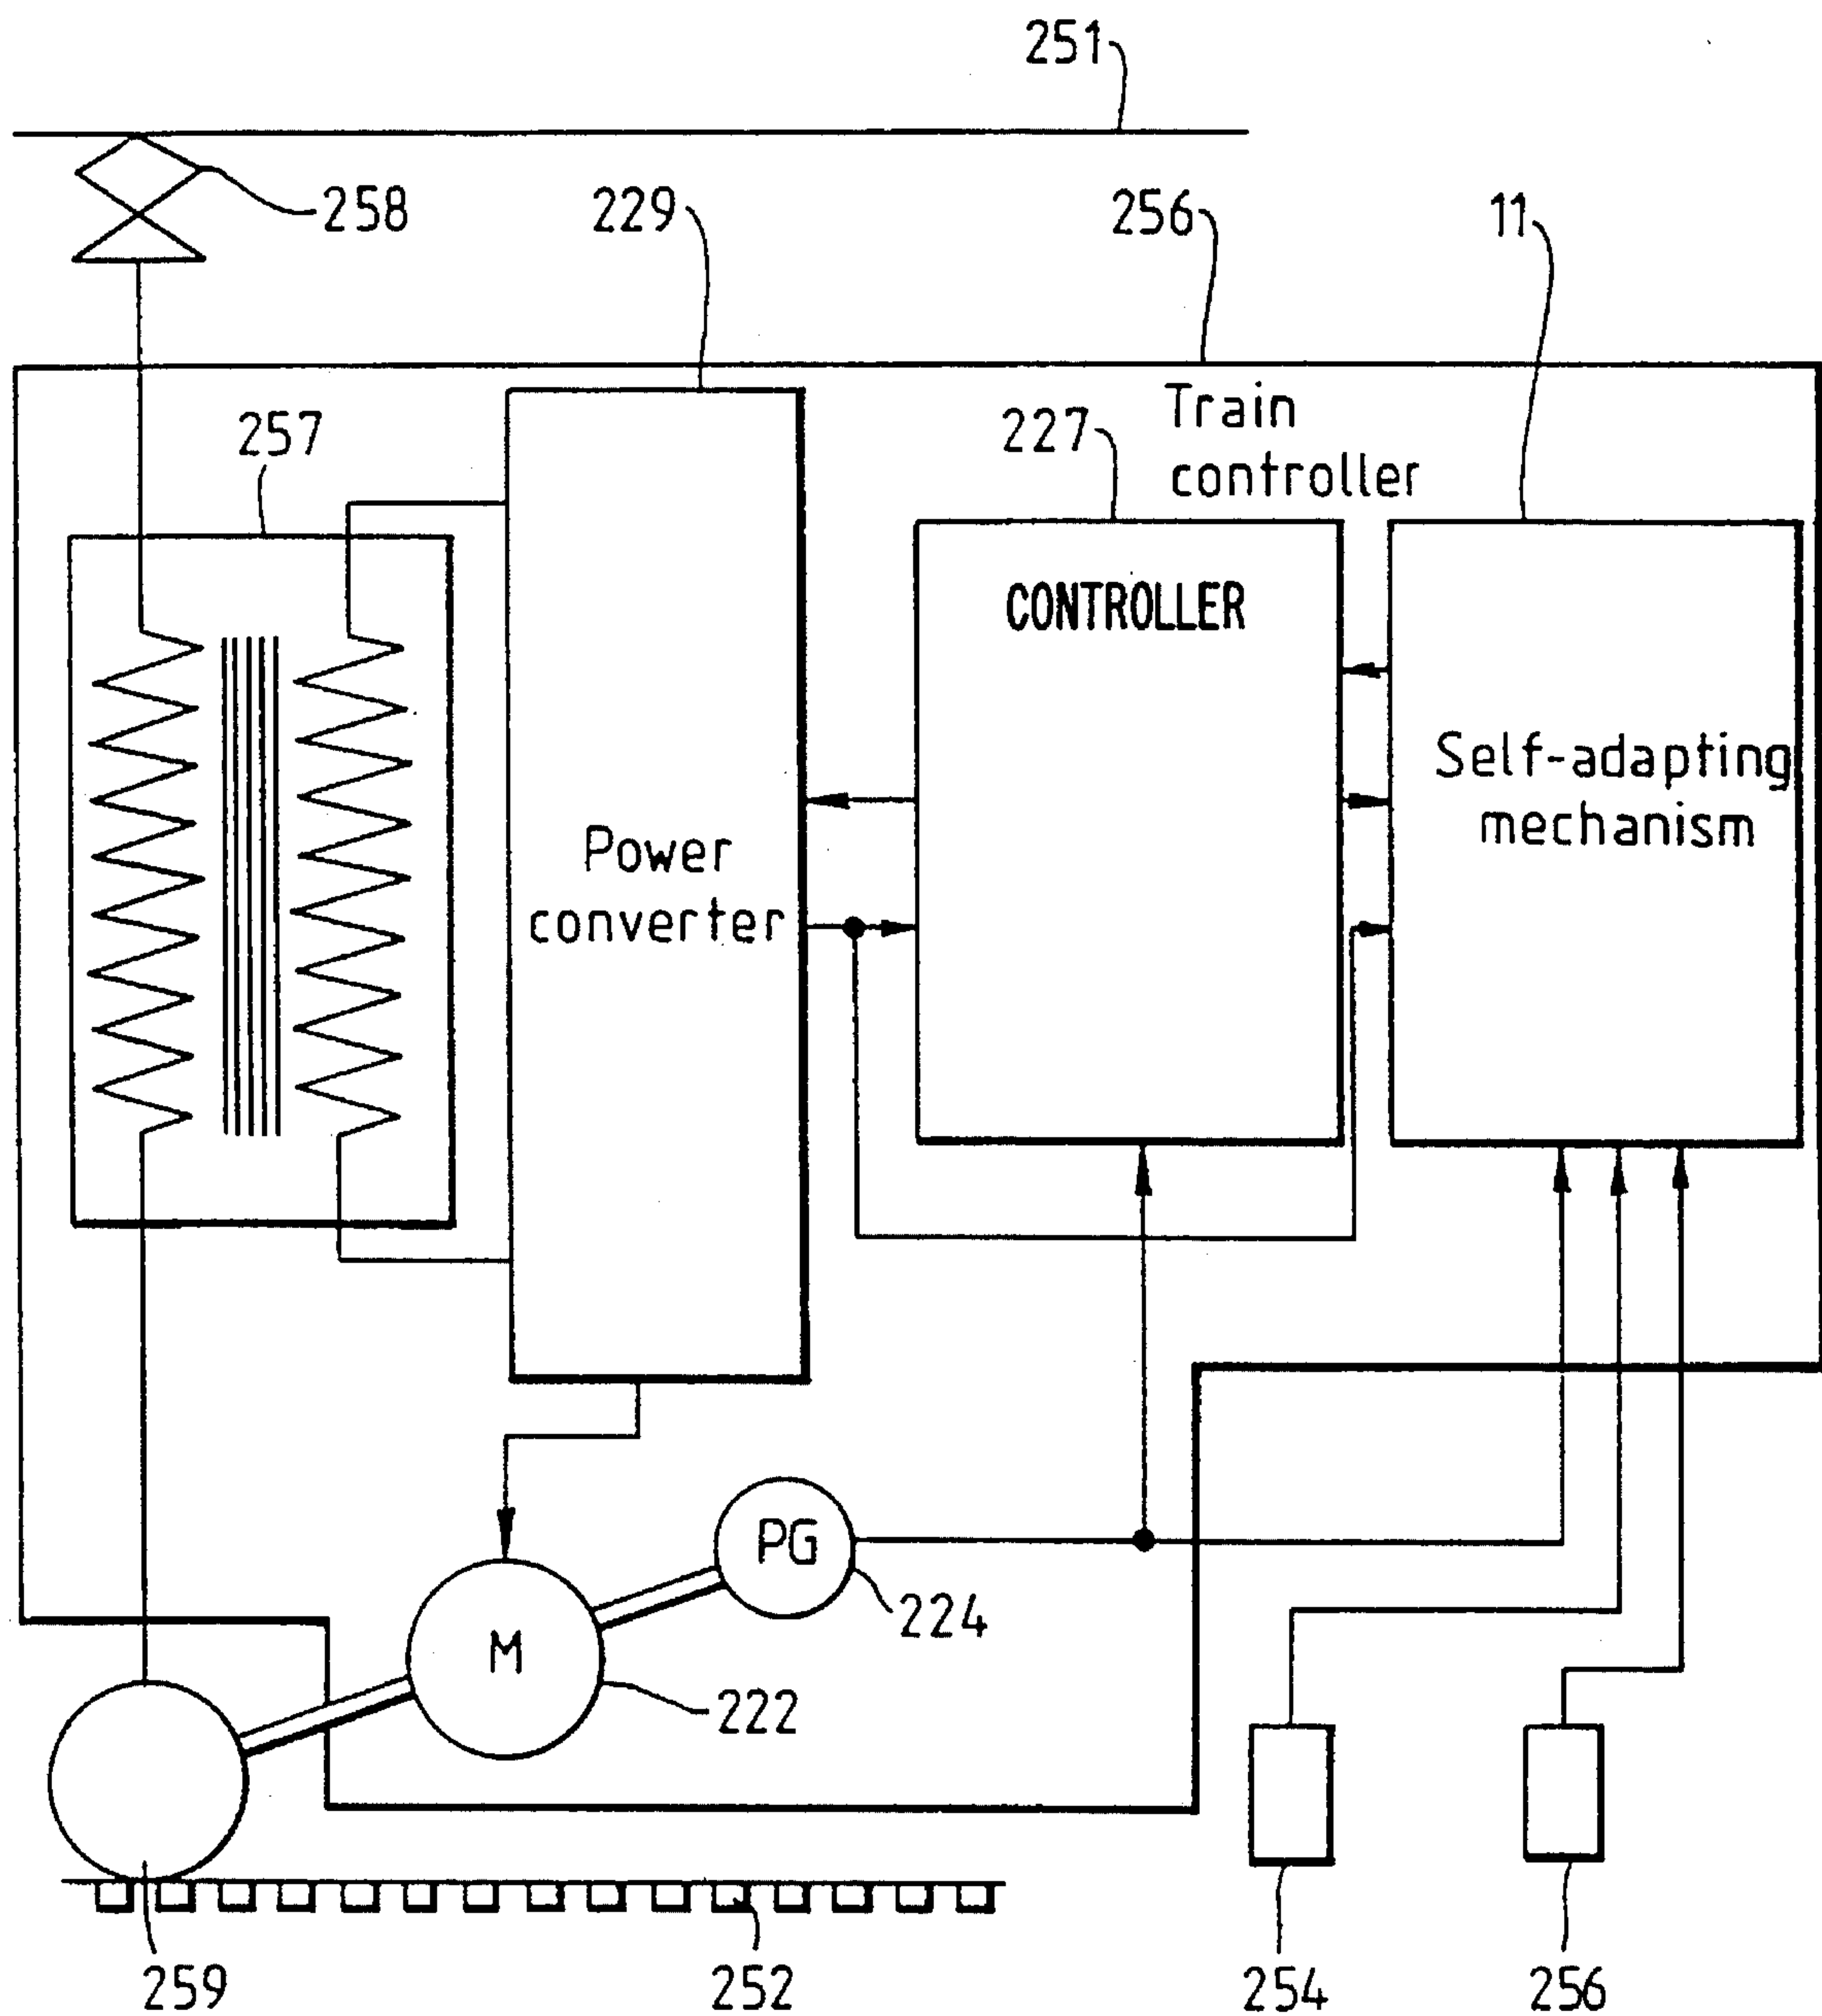 251
258
229
256
11
257
227
Train
controller
CONTROLLER
Self-adapting
mechanism
Power
converter
PG
224
M
222
259
252
254
256